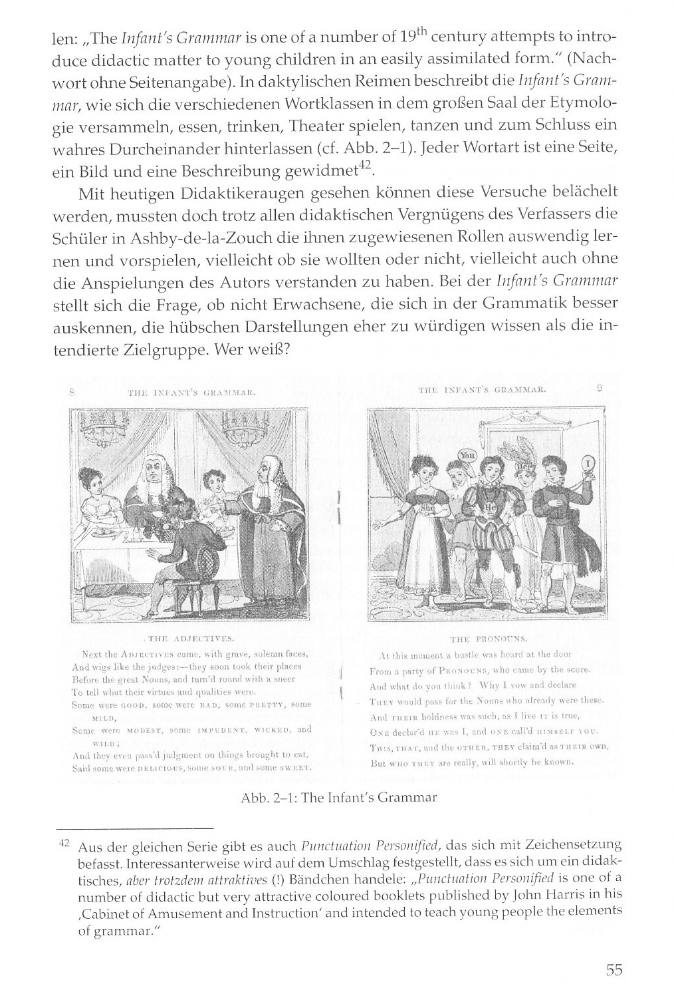 len: „The Infant's Grammar is one of a number of 19th century attempts to intro-
duce didactic matter to young children in an easily assimilated form." (Nach-
wort ohne Seitenangabe). In daktylischen Reimen beschreibt die Infant's Gram-
mar, wie sich die verschiedenen Wortklassen in dem großen Saal der Etymolo-
gie versammeln, essen, trinken, Theater spielen, tanzen und zum Schluss ein
wahres Durcheinander hinterlassen (cf. Abb. 2–1). Jeder Wortart ist eine Seite,
ein Bild und eine Beschreibung gewidmet42.
Mit heutigen Didaktikeraugen gesehen können diese Versuche belächelt
werden, mussten doch trotz allen didaktischen Vergnügens des Verfassers die
Schüler in Ashby-de-la-Zouch die ihnen zugewiesenen Rollen auswendig ler-
nen und vorspielen, vielleicht ob sie wollten oder nicht, vielleicht auch ohne
die Anspielungen des Autors verstanden zu haben. Bei der Infant's Grammar
stellt sich die Frage, ob nicht Erwachsene, die sich in der Grammatik besser
auskennen, die hübschen Darstellungen eher zu würdigen wissen als die in-
tendierte Zielgruppe. Wer weiß?
8 THE INFANT'S GRAMMAR.
THE ADJECTIVES.
Next the ADJECTIVES came, with grave, solemn faces,
And wigs like the judges:—they soon took their places
Before the great Nouns, and turn'd round with a sneer
To tell what their virtues and qualities were.
Some were GOOD, some were BAD, some PRETTY, some
MILD,
Some were MODEST, some IMPUDENT, WICKED, and
WILD;
And they even pass'd judgment on things brought to eat,
Said some were DELICIOUS, some SOUR, and some SWEET.
THE INFANT'S GRAMMAR. 9
You
Her
I
She
He
THE PRONOUNS.
At this moment a bustle was heard at the door
From a party of PRONOUNS, who came by the score.
And what do you think? Why I vow and declare
THEY would pass for the Nouns who already were there.
And THEIR boldness was such, as I live IT is true,
ONE declar'd HE was I, and ONE call'd HIMSELF YOU.
THIS, THAT, and the OTHER, THEY claim'd as THEIR own,
But WHO THEY are really, will shortly be known.
Abb. 2–1: The Infant's Grammar
42 Aus der gleichen Serie gibt es auch Punctuation Personified, das sich mit Zeichensetzung
befasst. Interessanterweise wird auf dem Umschlag festgestellt, dass es sich um ein didak-
tisches, aber trotzdem attraktives (!) Bändchen handele: „Punctuation Personified is one of a
number of didactic but very attractive coloured booklets published by John Harris in his
‚Cabinet of Amusement and Instruction' and intended to teach young people the elements
of grammar."
55